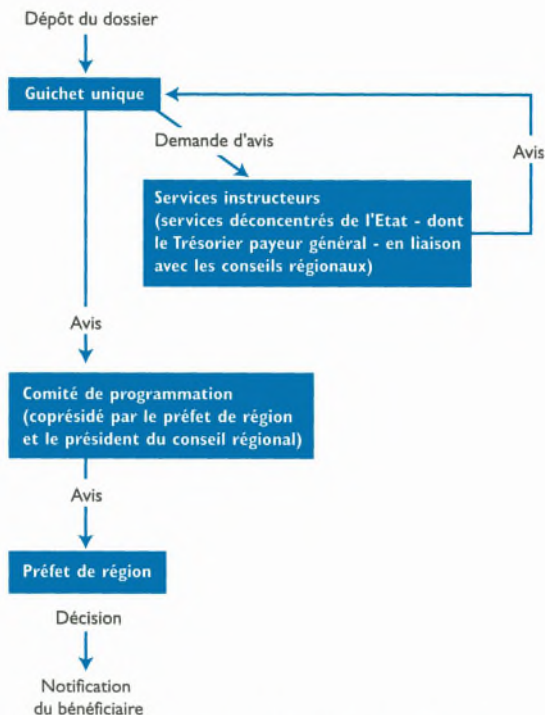 Dépôt du dossier
Guichet unique
Demande d'avis
Avis
Services instructeurs
(services déconcentrés de l'Etat - dont
le Trésorier payeur général - en liaison
avec les conseils régionaux)
Avis
Comité de programmation
(coprésidé par le préfet de région
et le président du conseil régional)
Avis
Préfet de région
Décision
Notification
du bénéficiaire